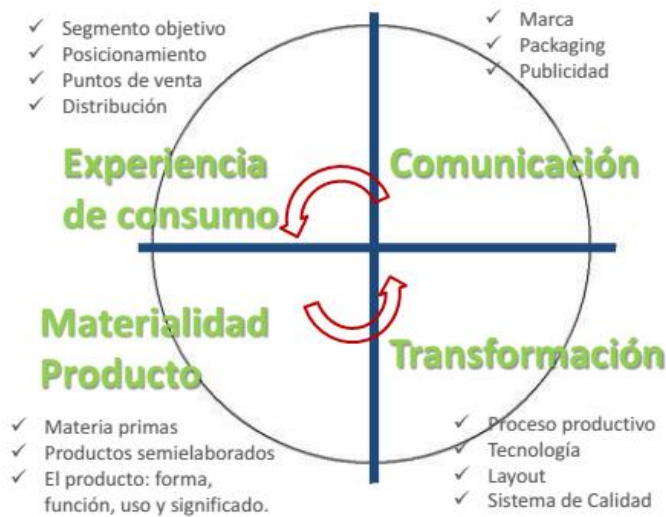 ✓ Segmento objetivo
✓ Posicionamiento
✓ Puntos de venta
✓ Distribución
✓ Marca
✓ Packaging
✓ Publicidad
Experiencia
de consumo
Comunicación
Materialidad
Producto
Transformación
✓ Materia primas
✓ Productos semielaborados
✓ El producto: forma,
función, uso y significado.
✓ Proceso productivo
✓ Tecnología
✓ Layout
✓ Sistema de Calidad